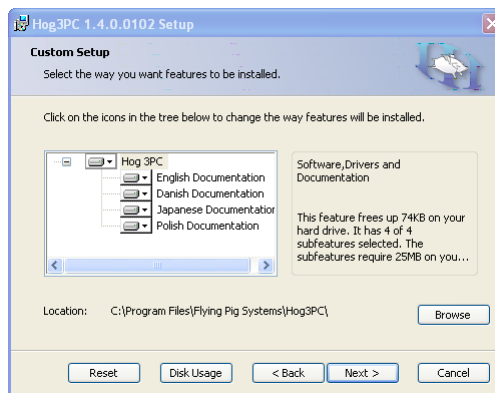 Hog3PC 1.4.0.0102 Setup
Custom Setup
Select the way you want features to be installed.
Click on the icons in the tree below to change the way features will be installed.
Hog 3PC
English Documentation
Danish Documentation
Japanese Documentation
Polish Documentation
Software,Drivers and
Documentation
This feature frees up 74KB on your
hard drive. It has 4 of 4
subfeatures selected. The
subfeatures require 25MB on you...
Location: C:\Program Files\Flying Pig Systems\Hog3PC\
Browse
Reset Disk Usage < Back Next > Cancel